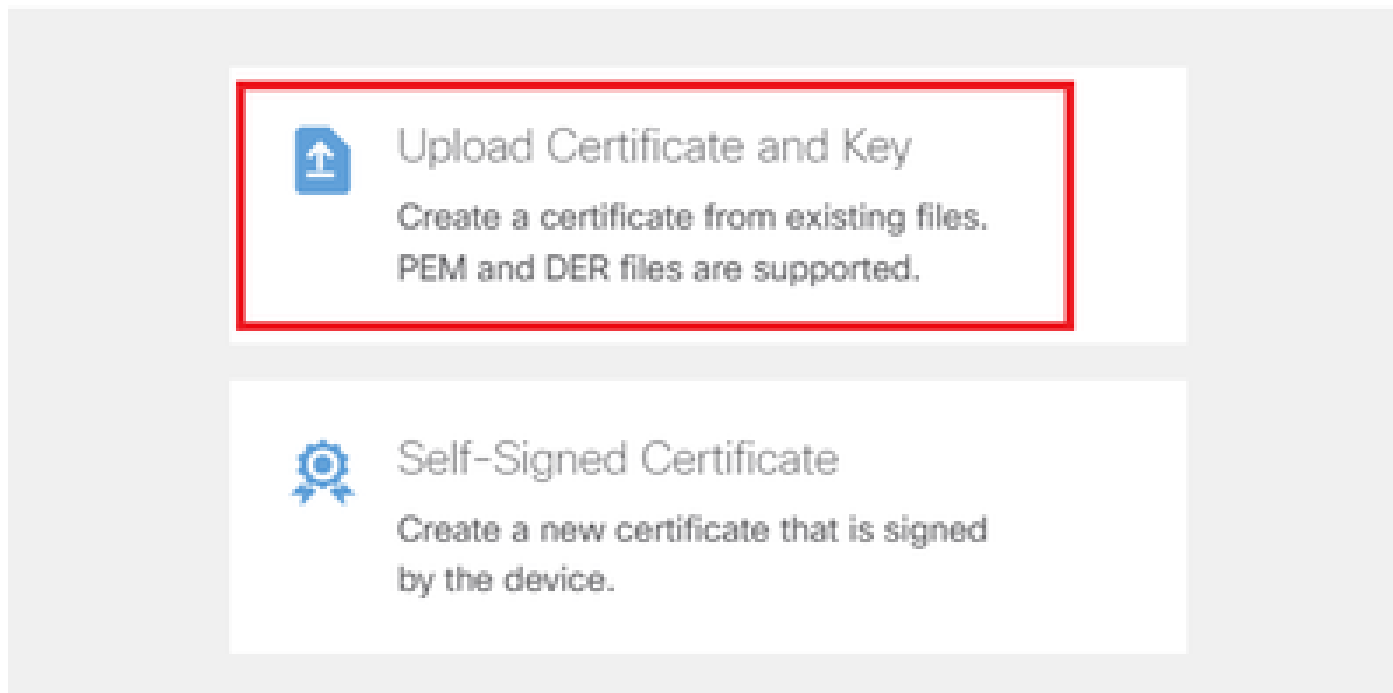 Upload Certificate and Key
Create a certificate from existing files.
PEM and DER files are supported.
Self-Signed Certificate
Create a new certificate that is signed
by the device.